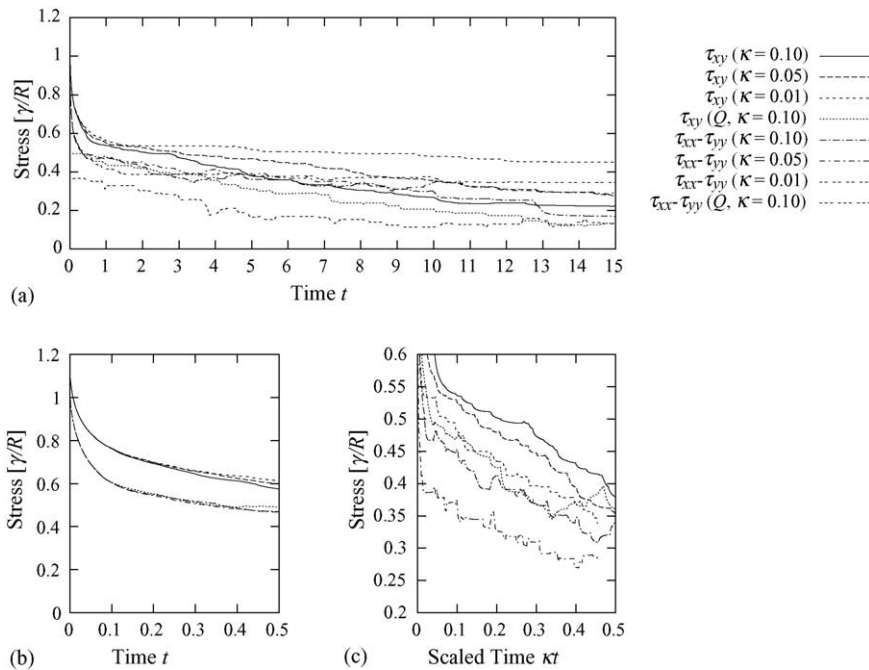 1.2
1
0.8
0.6
0.4
0.2
0
Stress [γ/R]
0 1 2 3 4 5 6 7 8 9 10 11 12 13 14 15
Time t
(a)
τxy (κ = 0.10)
τxy (κ = 0.05)
τxy (κ = 0.01)
τxy (Q, κ = 0.10)
τxx-τyy (κ = 0.10)
τxx-τyy (κ = 0.05)
τxx-τyy (κ = 0.01)
τxx-τyy (Q, κ = 0.10)
1.2
1
0.8
0.6
0.4
0.2
0
Stress [γ/R]
0 0.1 0.2 0.3 0.4 0.5
Time t
(b)
0.6
0.55
0.5
0.45
0.4
0.35
0.3
0.25
0.2
Stress [γ/R]
0 0.1 0.2 0.3 0.4 0.5
Scaled Time κt
(c)